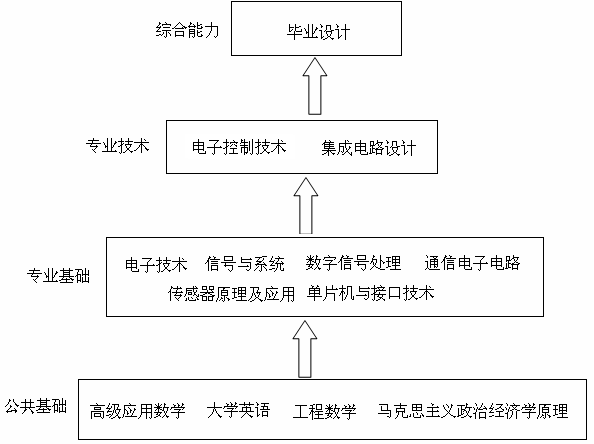 综合能力 毕业设计
专业技术 电子控制技术 集成电路设计
专业基础 电子技术 信号与系统 数字信号处理 通信电子电路
传感器原理及应用 单片机与接口技术
公共基础 高级应用数学 大学英语 工程数学 马克思主义政治经济学原理